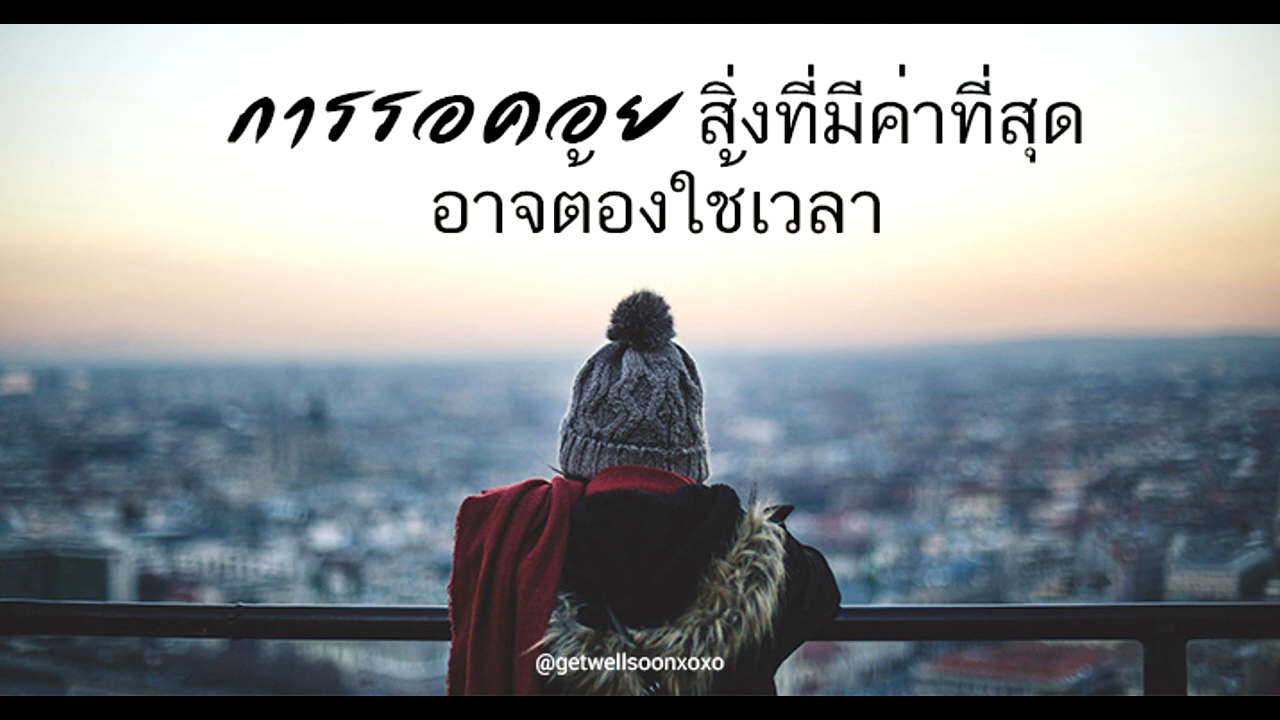 การรอคอย สิ่งที่มีค่าที่สุด
อาจต้องใช้เวลา
@getwellsoonxoxo